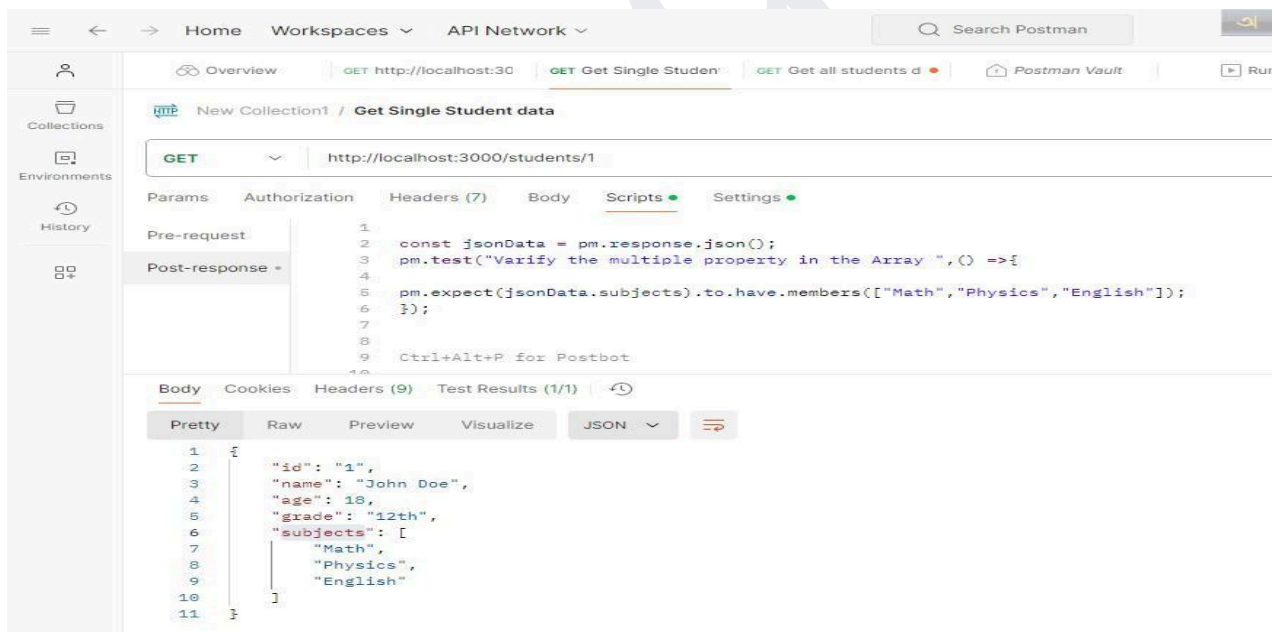 Home Workspaces API Network Search Postman অ
Overview GET http://localhost:30 GET Get Single Studen GET Get all students d Postman Vault Run
Collections
HTTP New Collection1 / Get Single Student data
GET http://localhost:3000/students/1
Environments
Params Authorization Headers (7) Body Scripts Settings
History
Pre-request
Post-response
1
2 const jsonData = pm.response.json();
3 pm.test("Varify the multiple property in the Array ",() =>{
4
5 pm.expect(jsonData.subjects).to.have.members(["Math","Physics","English"]);
6 });
7
8
9 Ctrl+Alt+P for Postbot
10
Body Cookies Headers (9) Test Results (1/1)
Pretty Raw Preview Visualize JSON
1 {
2 "id": "1",
3 "name": "John Doe",
4 "age": 18,
5 "grade": "12th",
6 "subjects": [
7 "Math",
8 "Physics",
9 "English"
10 ]
11 }